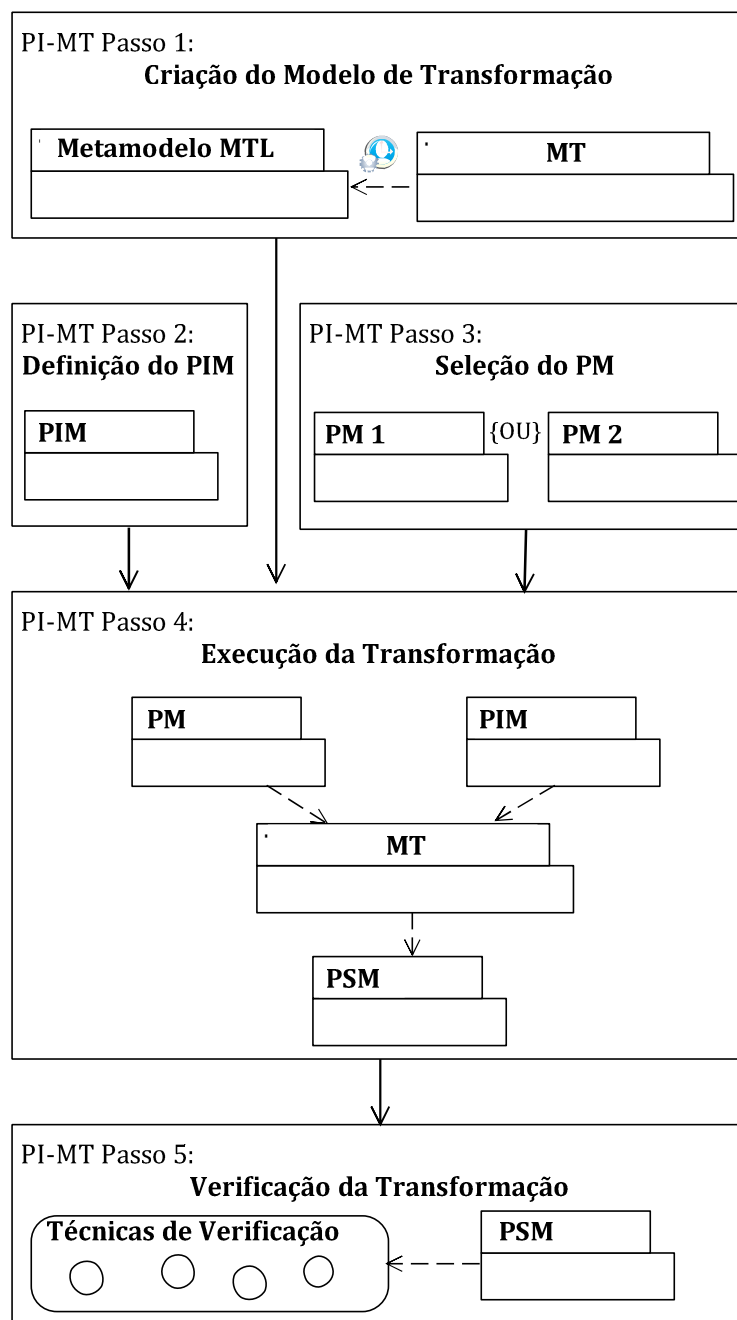 PI-MT Passo 1:
Criação do Modelo de Transformação
Metamodelo MTL
MT
PI-MT Passo 2:
Definição do PIM
PIM
PI-MT Passo 3:
Seleção do PM
PM 1
{OU}
PM 2
PI-MT Passo 4:
Execução da Transformação
PM
PIM
MT
PSM
PI-MT Passo 5:
Verificação da Transformação
Técnicas de Verificação
PSM